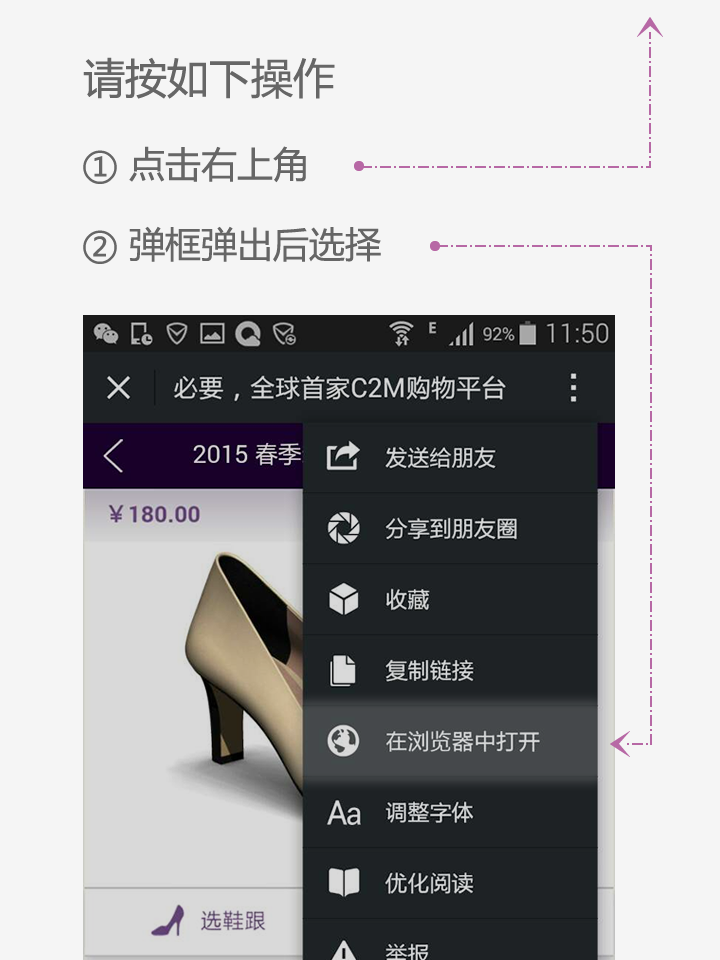 请按如下操作
① 点击右上角
② 弹框弹出后选择
E 92% 11:50
必要，全球首家C2M购物平台
2015 春季
¥180.00
发送给朋友
分享到朋友圈
收藏
复制链接
在浏览器中打开
Aa 调整字体
优化阅读
选鞋跟
举报